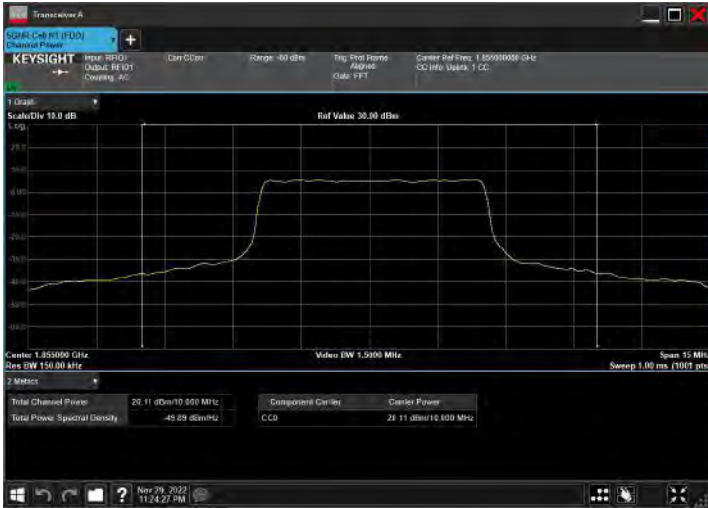 Transceiver A
5GNR Cell N1 (FDD)
Channel Power
+
KEYSIGHT
Input: RFIO1
Output: RFIO1
Coupling: AC
Corr CCorr
Trig:
Frame
Aligned
Gate: FFT
Carrier Ref Freq: 1.855000000 GHz
CC Info: Uplink, 1 CC
1 Graph
Scale/Div 10.0 dB
Ref Value 30.00 dBm
Log
Center 1.855000 GHz
Video BW 1.5000 MHz
Span 15 MHz
Res BW 150.00 kHz
Sweep 1.00 ms (1001 pts
2 Metrics
Total Channel Power
20.11 dBm/10.000 MHz
Total Power Spectral Density
-49.89 dBm/Hz
Component Carrier
Carrier Power
CC0
20.11 dBm/10.000 MHz
?
Nov 29, 2022
11:24:27 PM